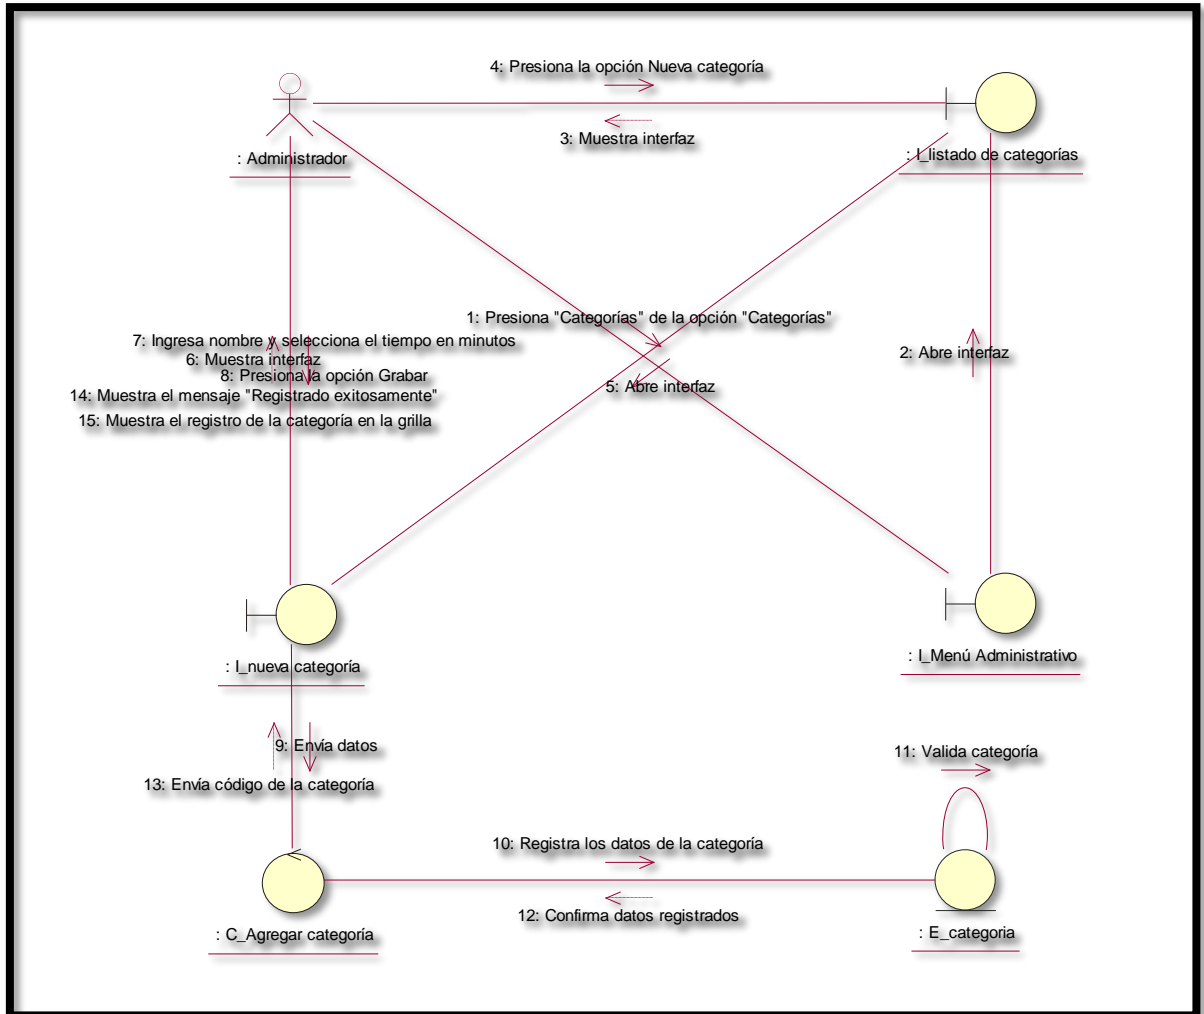 4: Presiona la opción Nueva categoría
3: Muestra interfaz
: Administrador
: I_listado de categorías
1: Presiona "Categorías" de la opción "Categorías"
7: Ingresa nombre y selecciona el tiempo en minutos
6: Muestra interfaz
8: Presiona la opción Grabar
14: Muestra el mensaje "Registrado exitosamente"
15: Muestra el registro de la categoría en la grilla
2: Abre interfaz
5: Abre interfaz
: I_nueva categoría
: I_Menú Administrativo
9: Envía datos
13: Envía código de la categoría
11: Valida categoría
10: Registra los datos de la categoría
12: Confirma datos registrados
: C_Agregar categoría
: E_categoria